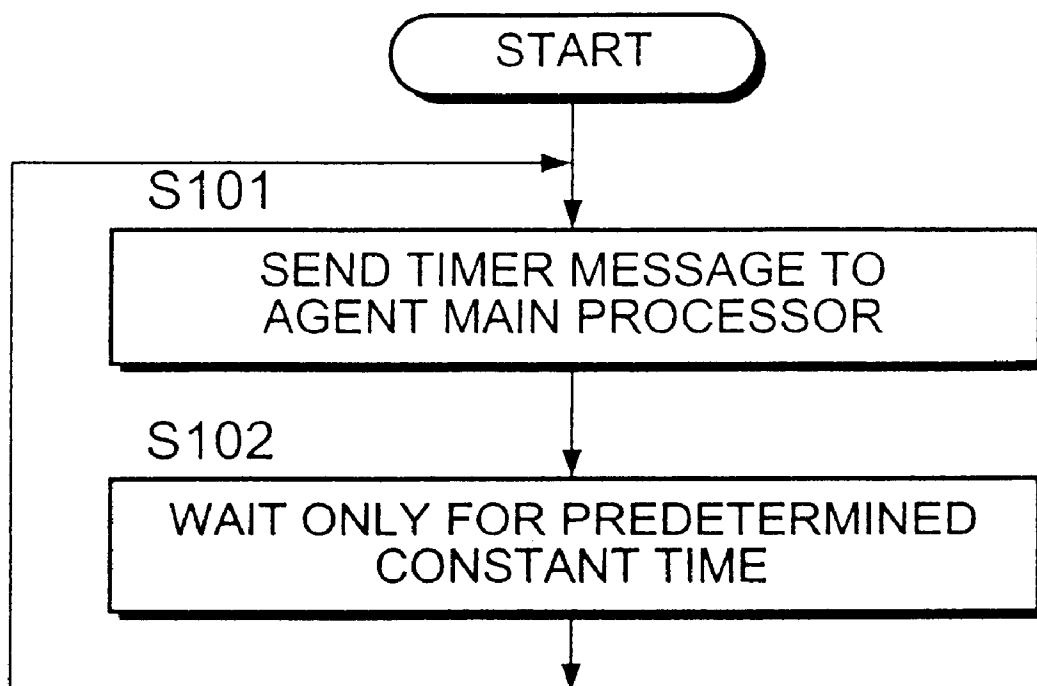 START
S101
SEND TIMER MESSAGE TO
AGENT MAIN PROCESSOR
S102
WAIT ONLY FOR PREDETERMINED
CONSTANT TIME